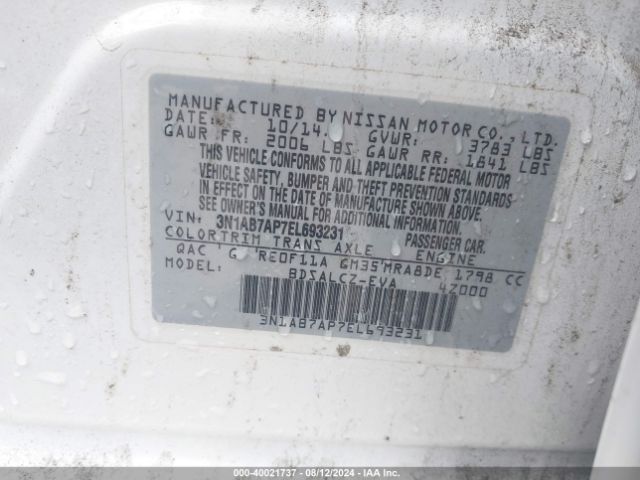 MANUFACTURED BY NISSAN MOTOR CO., LTD.
DATE: 10/14 GVWR: 3783 LBS
GAWR FR: 2006 LBS GAWR RR: 1841 LBS
THIS VEHICLE CONFORMS TO ALL APPLICABLE FEDERAL MOTOR
VEHICLE SAFETY, BUMPER AND THEFT PREVENTION STANDARDS
IN EFFECT ON THE DATE OF MANUFACTURE SHOWN ABOVE.
SEE OWNER'S MANUAL FOR ADDITIONAL INFORMATION.
VIN: 3N1AB7AP7EL693231 PASSENGER CAR.
COLOR TRIM TRANS AXLE ENGINE
QAC G RE0F11A GM35 MRA8DE 1798 CC
MODEL: BDSALCZ-EVA 42000
3N1AB7AP7EL693231
000-40021737 - 08/12/2024 - IAA Inc.